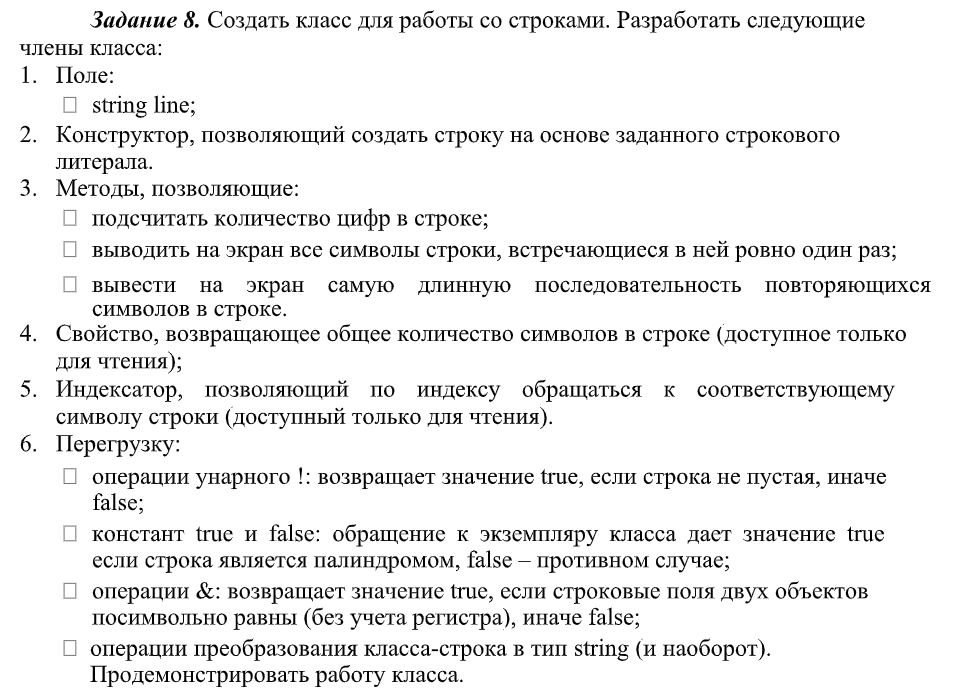 Задание 8. Создать класс для работы со строками. Разработать следующие
члены класса:
1. Поле:
□ string line;
2. Конструктор, позволяющий создать строку на основе заданного строкового
литерала.
3. Методы, позволяющие:
□ подсчитать количество цифр в строке;
□ выводить на экран все символы строки, встречающиеся в ней ровно один раз;
□ вывести на экран самую длинную последовательность повторяющихся
символов в строке.
4. Свойство, возвращающее общее количество символов в строке (доступное только
для чтения);
5. Индексатор, позволяющий по индексу обращаться к соответствующему
символу строки (доступный только для чтения).
6. Перегрузку:
□ операции унарного !: возвращает значение true, если строка не пустая, иначе
false;
□ констант true и false: обращение к экземпляру класса дает значение true
если строка является палиндромом, false – противном случае;
□ операции &: возвращает значение true, если строковые поля двух объектов
посимвольно равны (без учета регистра), иначе false;
□ операции преобразования класса-строка в тип string (и наоборот).
Продемонстрировать работу класса.